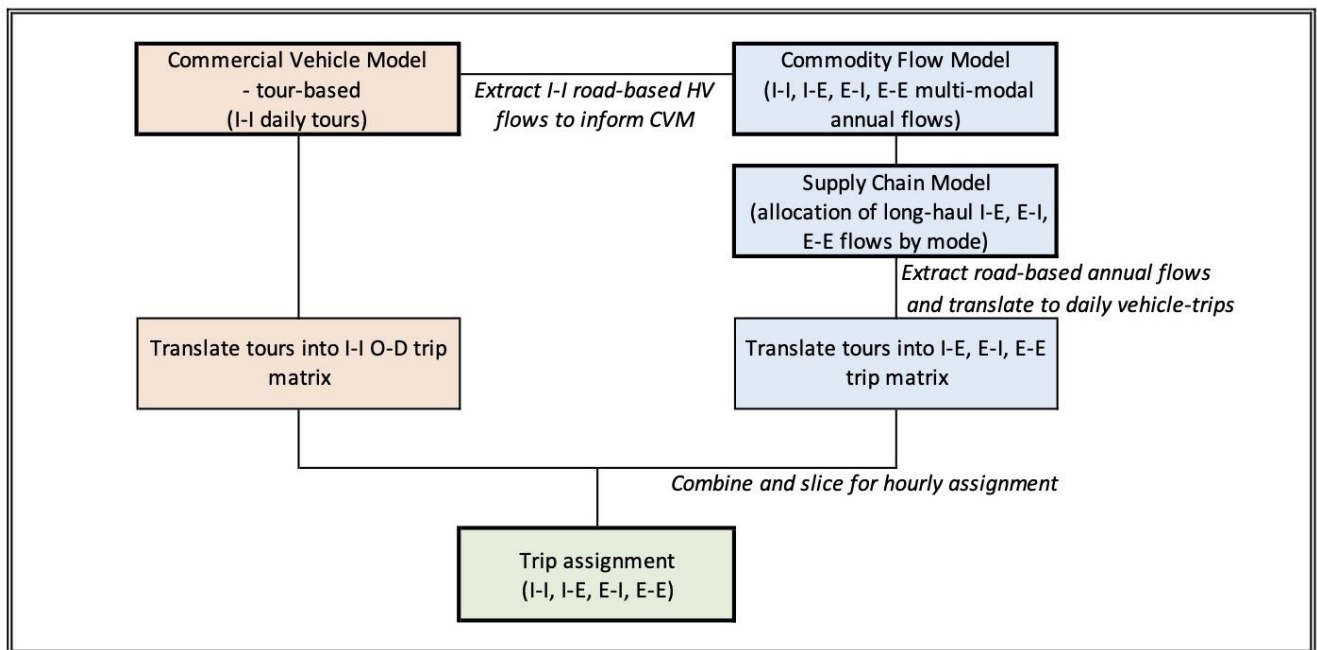 Commercial Vehicle Model
- tour-based
(I-I daily tours)
Extract I-I road-based HV
flows to inform CVM
Commodity Flow Model
(I-I, I-E, E-I, E-E multi-modal
annual flows)
Supply Chain Model
(allocation of long-haul I-E, E-I,
E-E flows by mode)
Extract road-based annual flows
and translate to daily vehicle-trips
Translate tours into I-I O-D trip
matrix
Translate tours into I-E, E-I, E-E
trip matrix
Combine and slice for hourly assignment
Trip assignment
(I-I, I-E, E-I, E-E)